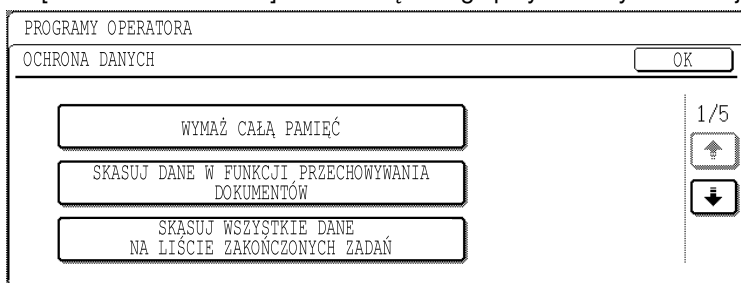 PROGRAMY OPERATORA
OCHRONA DANYCH
OK
WYMAŻ CAŁĄ PAMIĘĆ
1/5
SKASUJ DANE W FUNKCJI PRZECHOWYWANIA
DOKUMENTÓW
SKASUJ WSZYSTKIE DANE
NA LIŚCIE ZAKOŃCZONYCH ZADAŃ